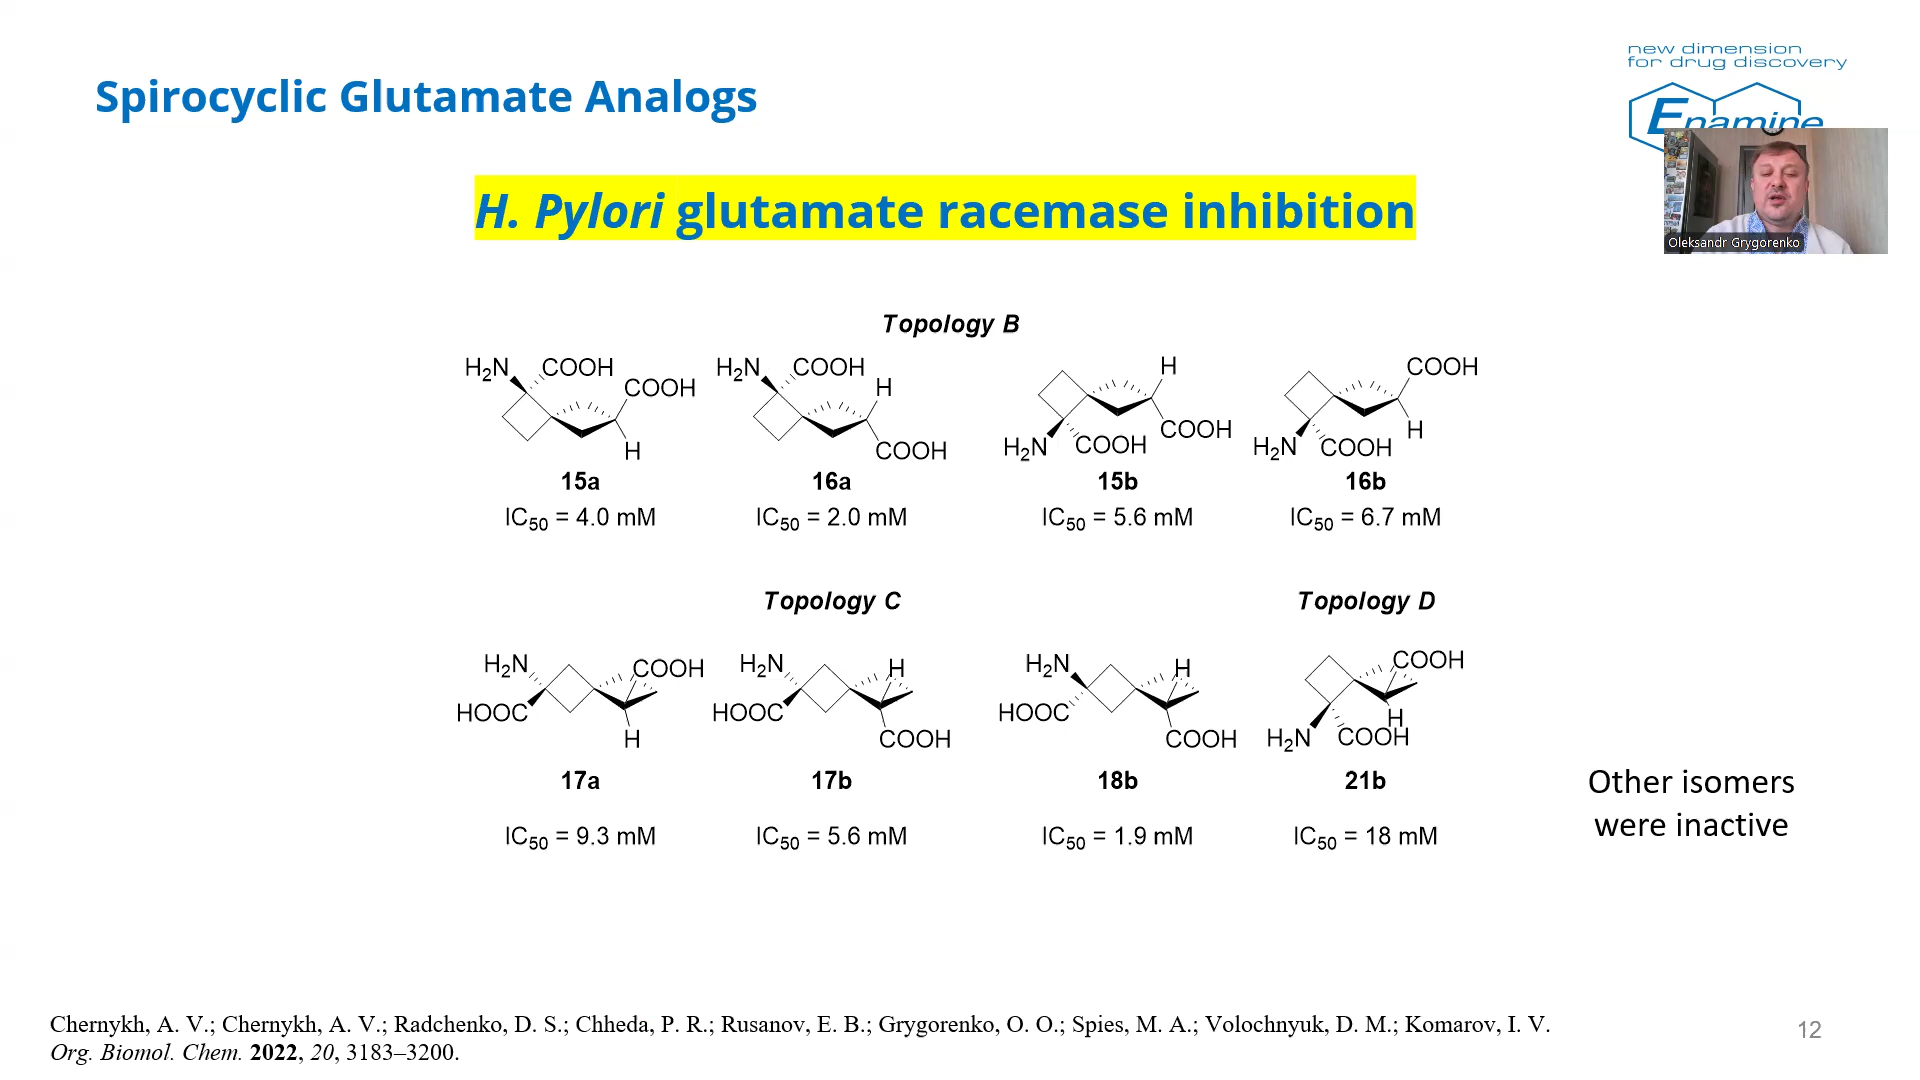 new dimension
for drug discovery
Enamine
Spirocyclic Glutamate Analogs
H. Pylori glutamate racemase inhibition
Oleksandr Grygorenko
Topology B
H₂N COOH COOH H
H₂N COOH H COOH
H H₂N COOH COOH
COOH H₂N COOH H
15a 16a 15b 16b
IC₅₀ = 4.0 mM IC₅₀ = 2.0 mM IC₅₀ = 5.6 mM IC₅₀ = 6.7 mM
Topology C Topology D
H₂N COOH HOOC H
H₂N H HOOC COOH
H₂N H HOOC COOH
COOH H H₂N COOH
17a 17b 18b 21b
IC₅₀ = 9.3 mM IC₅₀ = 5.6 mM IC₅₀ = 1.9 mM IC₅₀ = 18 mM
Other isomers
were inactive
Chernykh, A. V.; Chernykh, A. V.; Radchenko, D. S.; Chheda, P. R.; Rusanov, E. B.; Grygorenko, O. O.; Spies, M. A.; Volochnyuk, D. M.; Komarov, I. V.
Org. Biomol. Chem. 2022, 20, 3183–3200.
12